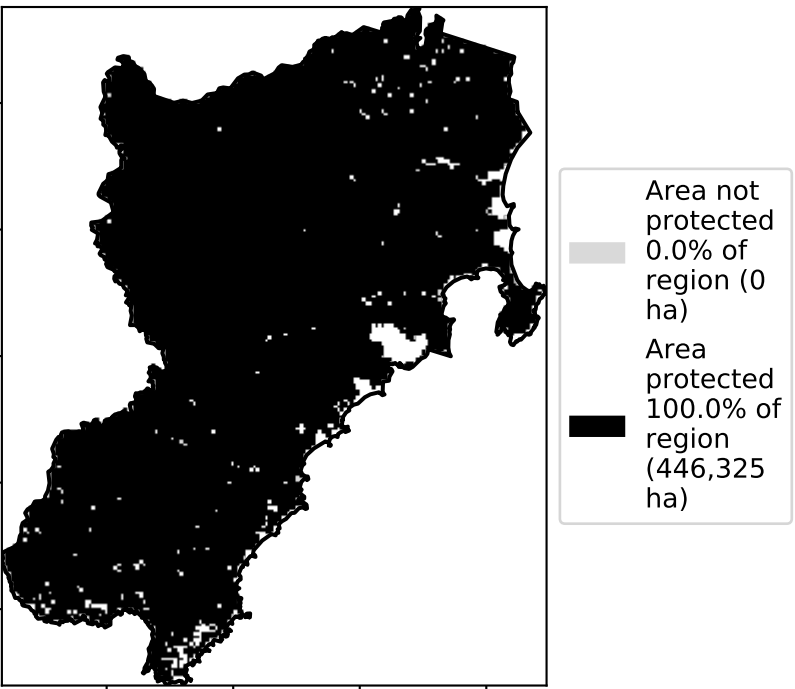 Area not
protected
0.0% of
region (0
ha)
Area
protected
100.0% of
region
(446,325
ha)